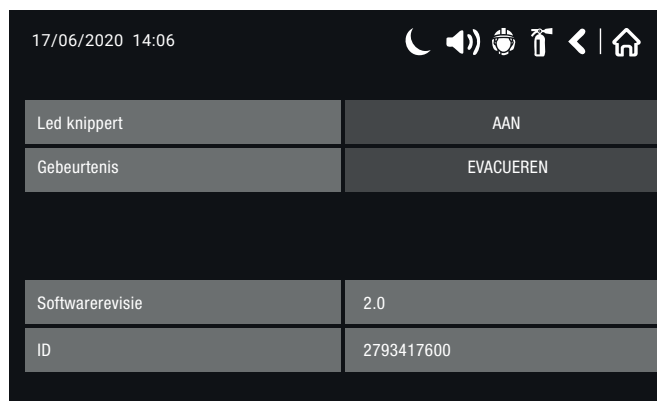 17/06/2020 14:06
Led knippert AAN
Gebeurtenis EVACUEREN
Softwarerevisie 2.0
ID 2793417600